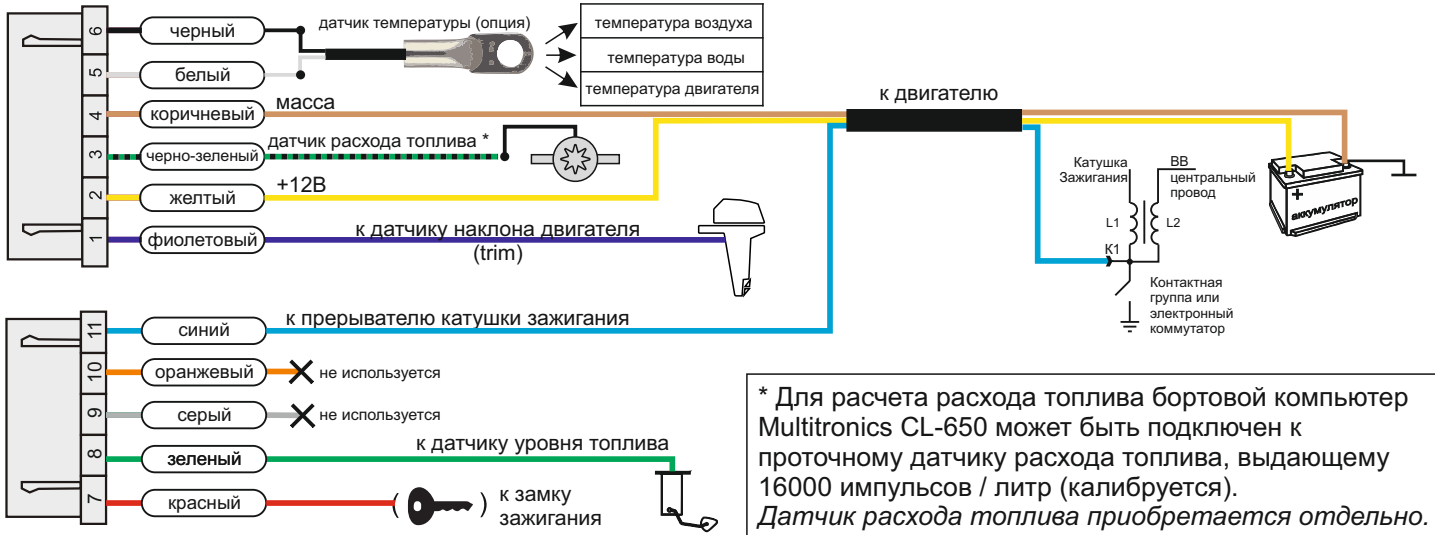 6
черный
датчик температуры (опция)
температура воздуха
температура воды
температура двигателя
5
белый
4
коричневый
масса
к двигателю
3
черно-зеленый
датчик расхода топлива *
2
желтый
+12В
1
фиолетовый
к датчику наклона двигателя
(trim)
Катушка
Зажигания
ВВ
центральный
провод
L1
L2
К1
Контактная
группа или
электронный
коммутатор
+
аккумулятор
11
синий
к прерывателю катушки зажигания
10
оранжевый
не используется
9
серый
не используется
8
зеленый
к датчику уровня топлива
7
красный
( )
к замку
зажигания
* Для расчета расхода топлива бортовой компьютер
Multitronics CL-650 может быть подключен к
проточному датчику расхода топлива, выдающему
16000 импульсов / литр (калибруется).
Датчик расхода топлива приобретается отдельно.